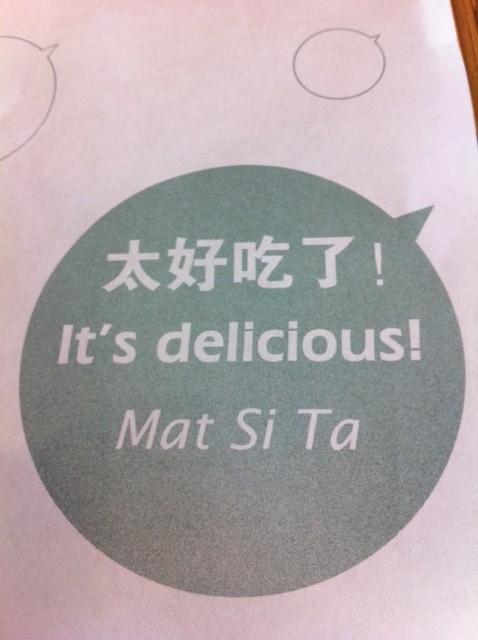 太好吃了！
It's delicious!
Mat Si Ta